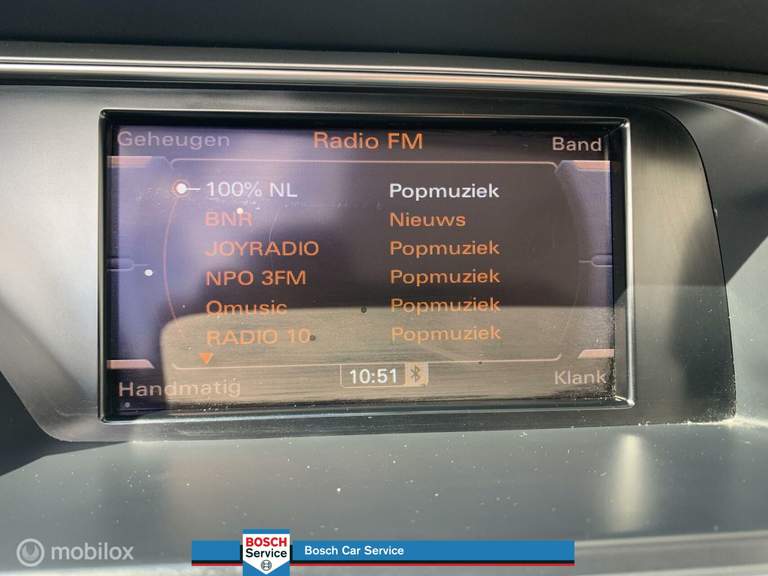 Geheugen Radio FM Band
100% NL Popmuziek
BNR Nieuws
JOYRADIO Popmuziek
NPO 3FM Popmuziek
Qmusic Popmuziek
RADIO 10 Popmuziek
10:51
Handmatig Klank
mobilox
BOSCH
Service
Bosch Car Service